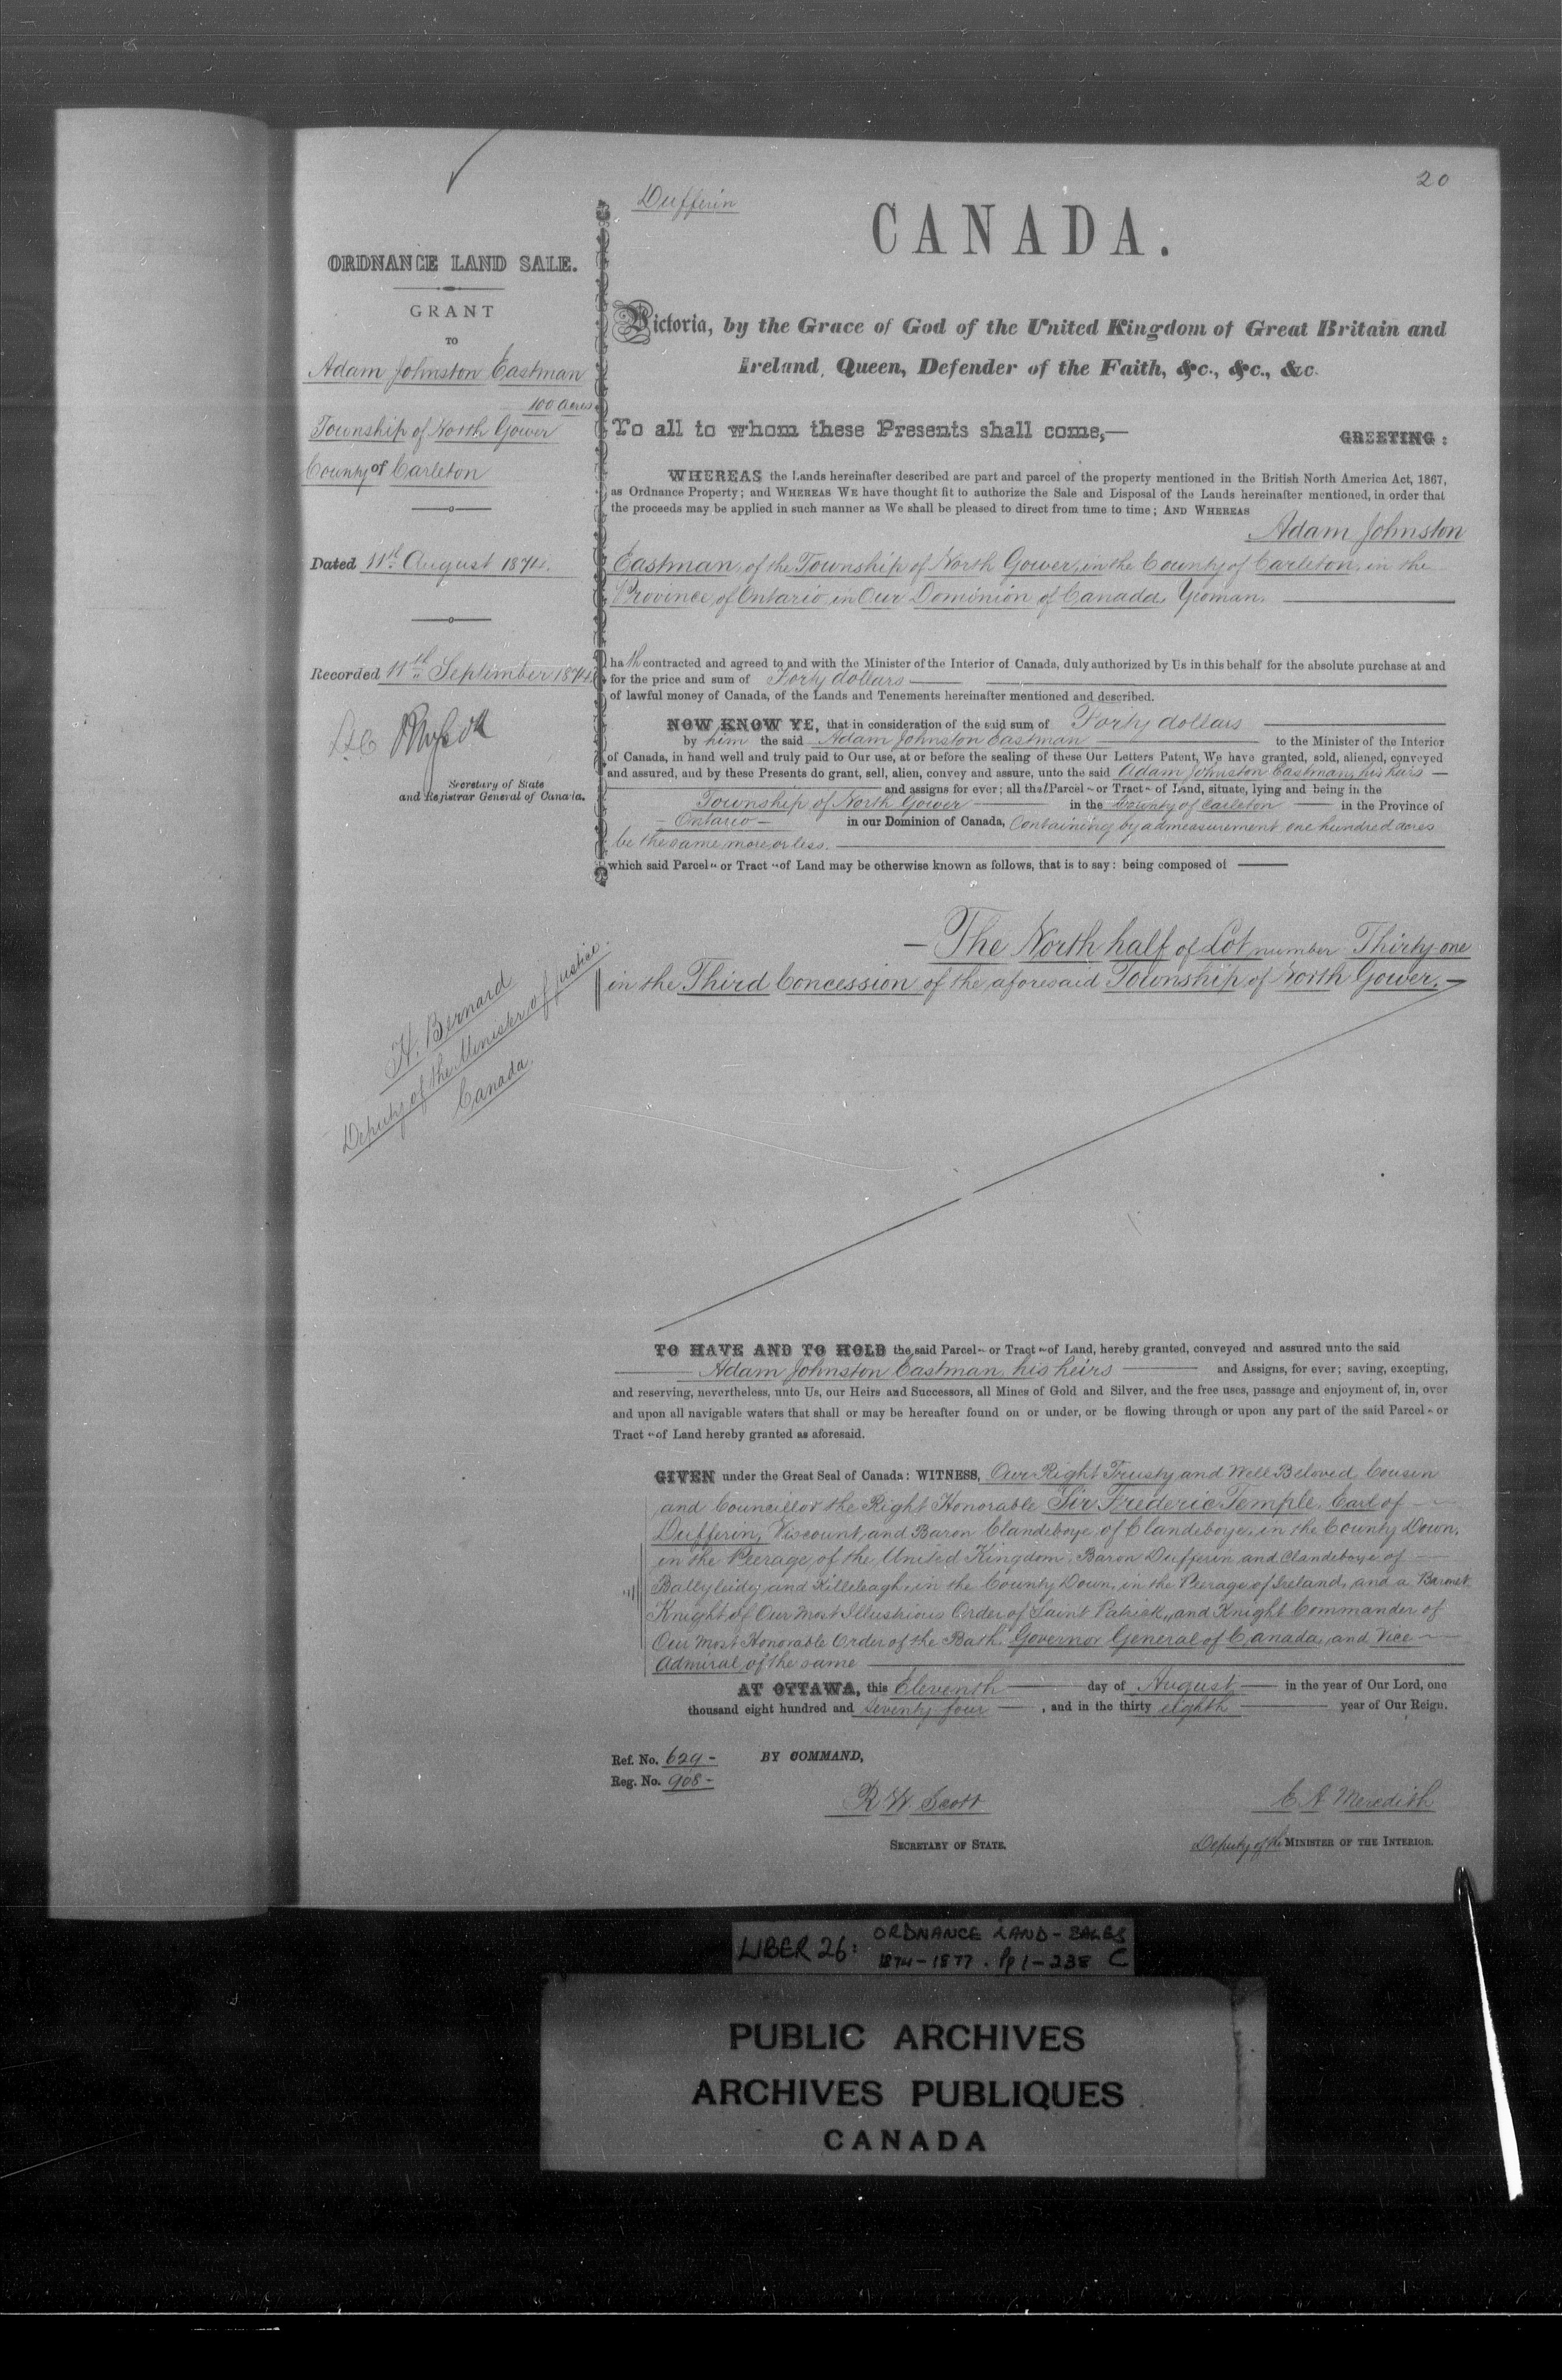 20
Dufferin
CANADA.
ORDNANCE LAND SALE.
GRANT
TO
Adam Johnston Eastman
100 Acres
Township of North Gower
County of Carleton
Dated 11th August 1874.
Recorded 11th September 1874
Secretary of State
and Registrar General of Canada.
H. Bernard
Deputy of the Minister of Justice
Canada
Victoria, by the Grace of God of the United Kingdom of Great Britain and
Ireland, Queen, Defender of the Faith, &c., &c., &c.
To all to whom these Presents shall come,—
GREETING:
WHEREAS the Lands hereinafter described are part and parcel of the property mentioned in the British North America Act, 1867,
as Ordnance Property; and WHEREAS WE have thought fit to authorize the Sale and Disposal of the Lands hereinafter mentioned, in order that
the proceeds may be applied in such manner as We shall be pleased to direct from time to time; AND WHEREAS
Adam Johnston
Eastman, of the Township of North Gower, in the County of Carleton, in the
Province of Ontario, in Our Dominion of Canada, Yeoman.
hath contracted and agreed to and with the Minister of the Interior of Canada, duly authorized by Us in this behalf for the absolute purchase at and
for the price and sum of Forty dollars
of lawful money of Canada, of the Lands and Tenements hereinafter mentioned and described.
NOW KNOW YE, that in consideration of the said sum of Forty dollars
by him the said Adam Johnston Eastman to the Minister of the Interior
of Canada, in hand well and truly paid to Our use, at or before the sealing of these Our Letters Patent, We have granted, sold, aliened, conveyed
and assured, and by these Presents do grant, sell, alien, convey and assure, unto the said Adam Johnston Eastman, his heirs —
and assigns for ever; all that Parcel or Tract of Land, situate, lying and being in the
Township of North Gower in the County of Carleton in the Province of
Ontario — in our Dominion of Canada, Containing by admeasurement one hundred acres
be the same more or less.
which said Parcel or Tract of Land may be otherwise known as follows, that is to say: being composed of
— The North half of Lot number Thirty-one
in the Third Concession of the aforesaid Township of North Gower. —
TO HAVE AND TO HOLD the said Parcel or Tract of Land, hereby granted, conveyed and assured unto the said
Adam Johnston Eastman, his heirs and Assigns, for ever; saving, excepting,
and reserving, nevertheless, unto Us, our Heirs and Successors, all Mines of Gold and Silver, and the free uses, passage and enjoyment of, in, over
and upon all navigable waters that shall or may be hereafter found on or under, or be flowing through or upon any part of the said Parcel or
Tract of Land hereby granted as aforesaid.
GIVEN under the Great Seal of Canada: WITNESS, Our Right Trusty and Well Beloved Cousin
and Councillor the Right Honorable Sir Frederic Temple, Earl of
Dufferin, Viscount and Baron Clandeboye, of Clandeboye, in the County Down,
in the Peerage of the United Kingdom, Baron Dufferin and Clandeboye of
Ballyleidy and Killeleagh, in the County Down, in the Peerage of Ireland, and a Baronet
Knight of Our Most Illustrious Order of Saint Patrick, and Knight Commander of
Our Most Honorable Order of the Bath. Governor General of Canada, and Vice
Admiral of the same
AT OTTAWA, this Eleventh day of August in the year of Our Lord, one
thousand eight hundred and Seventy four, and in the thirty eighth year of Our Reign.
Ref. No. 629 -
BY COMMAND,
Reg. No. 908 -
R W. Scott
E A Meredith
SECRETARY OF STATE.
Deputy of the MINISTER OF THE INTERIOR.
LIBER 26: ORDNANCE LAND-SALES
1874-1877. Pp 1-238 C
PUBLIC ARCHIVES
ARCHIVES PUBLIQUES
CANADA